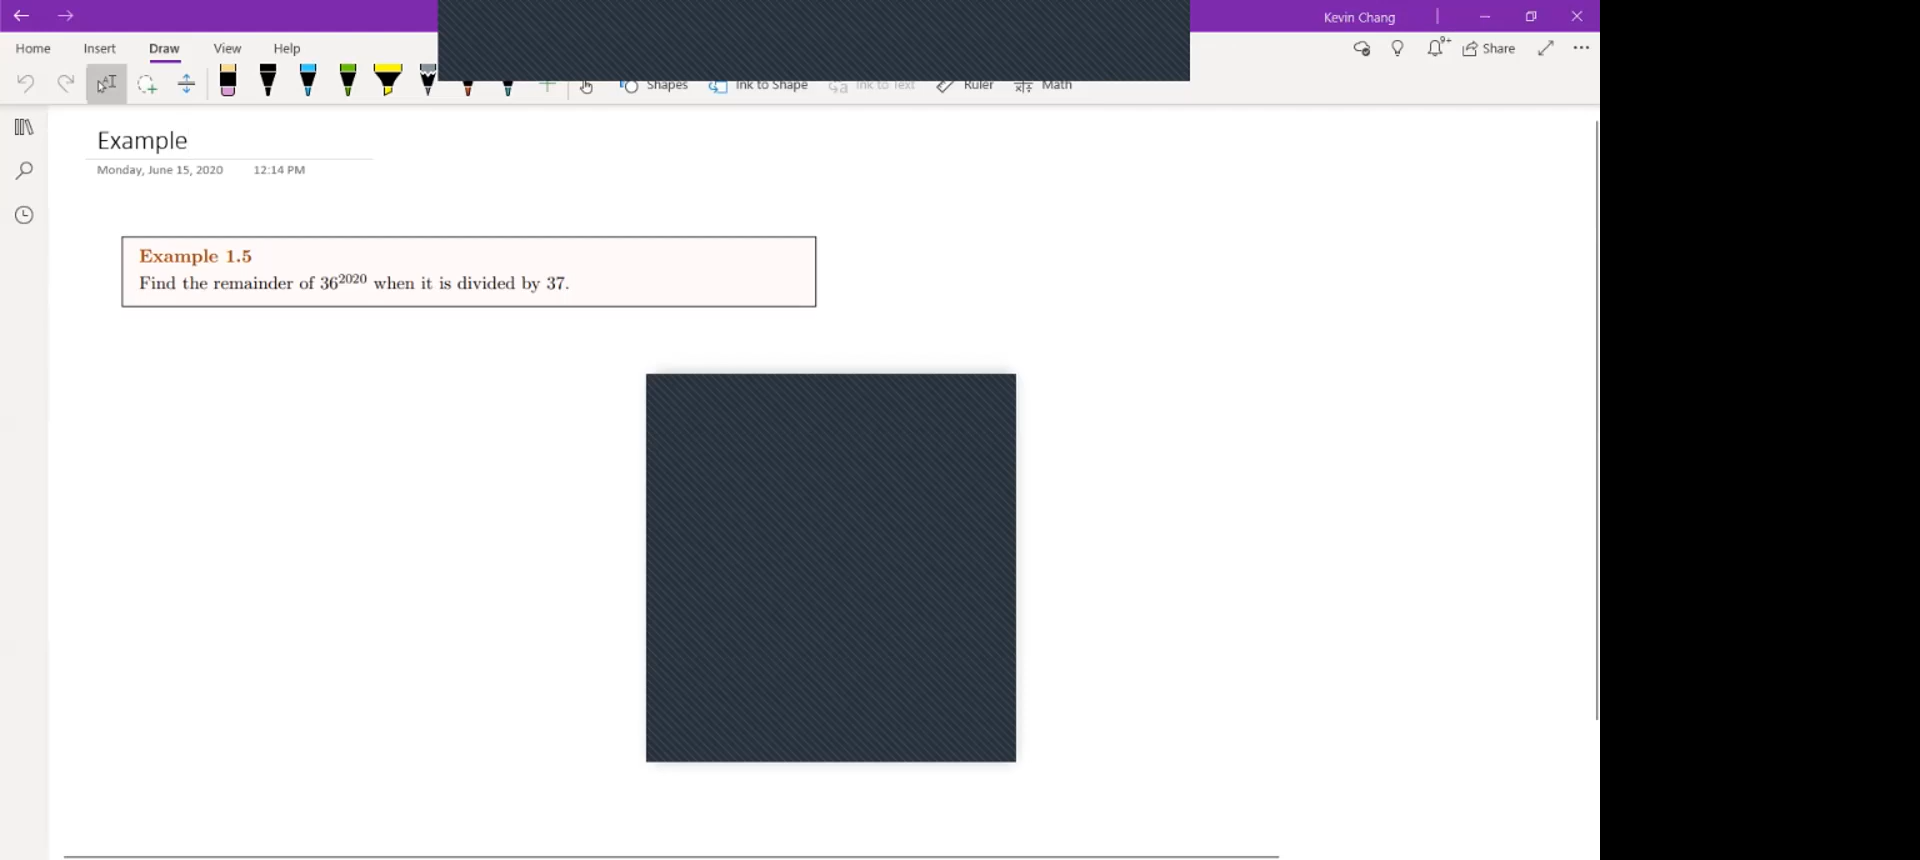 Kevin Chang
Home Insert Draw View Help
9+ Share
Shapes Ink to Shape Ink to Text Ruler Math
Example
Monday, June 15, 2020 12:14 PM
Example 1.5
Find the remainder of 36^2020 when it is divided by 37.